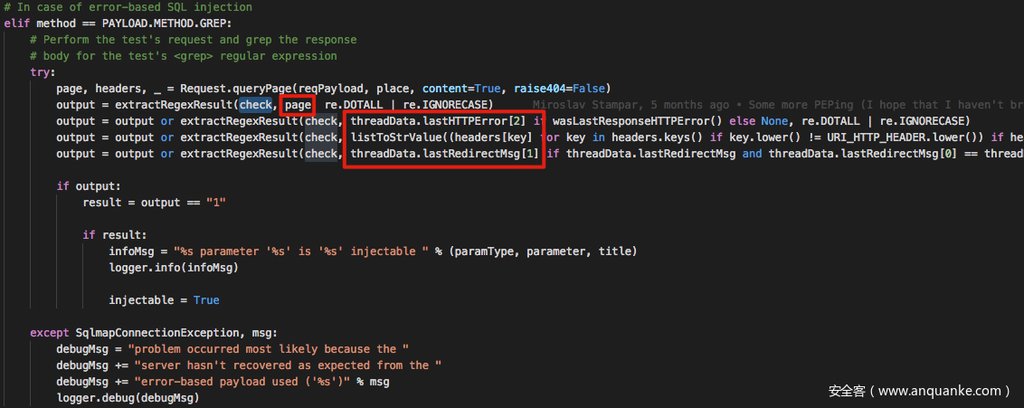 # In case of error-based SQL injection
elif method == PAYLOAD.METHOD.GREP:
# Perform the test's request and grep the response
# body for the test's <grep> regular expression
try:
page, headers, _ = Request.queryPage(reqPayload, place, content=True, raise404=False)
output = extractRegexResult(check, page re.DOTALL | re.IGNORECASE) Miroslav Stampar, 5 months ago • Some more PEPing (I hope that I haven't br
output = output or extractRegexResult(check, threadData.lastHTTPError[2] if wasLastResponseHTTPError() else None, re.DOTALL | re.IGNORECASE)
output = output or extractRegexResult(check, listToStrValue((headers[key] for key in headers.keys() if key.lower() != URI_HTTP_HEADER.lower()) if he
output = output or extractRegexResult(check, threadData.lastRedirectMsg[1] if threadData.lastRedirectMsg and threadData.lastRedirectMsg[0] == thread
if output:
result = output == "1"
if result:
infoMsg = "%s parameter '%s' is '%s' injectable " % (paramType, parameter, title)
logger.info(infoMsg)
injectable = True
except SqlmapConnectionException, msg:
debugMsg = "problem occurred most likely because the "
debugMsg += "server hasn't recovered as expected from the "
debugMsg += "error-based payload used ('%s')" % msg
logger.debug(debugMsg)
安全客（www.anquanke.com）